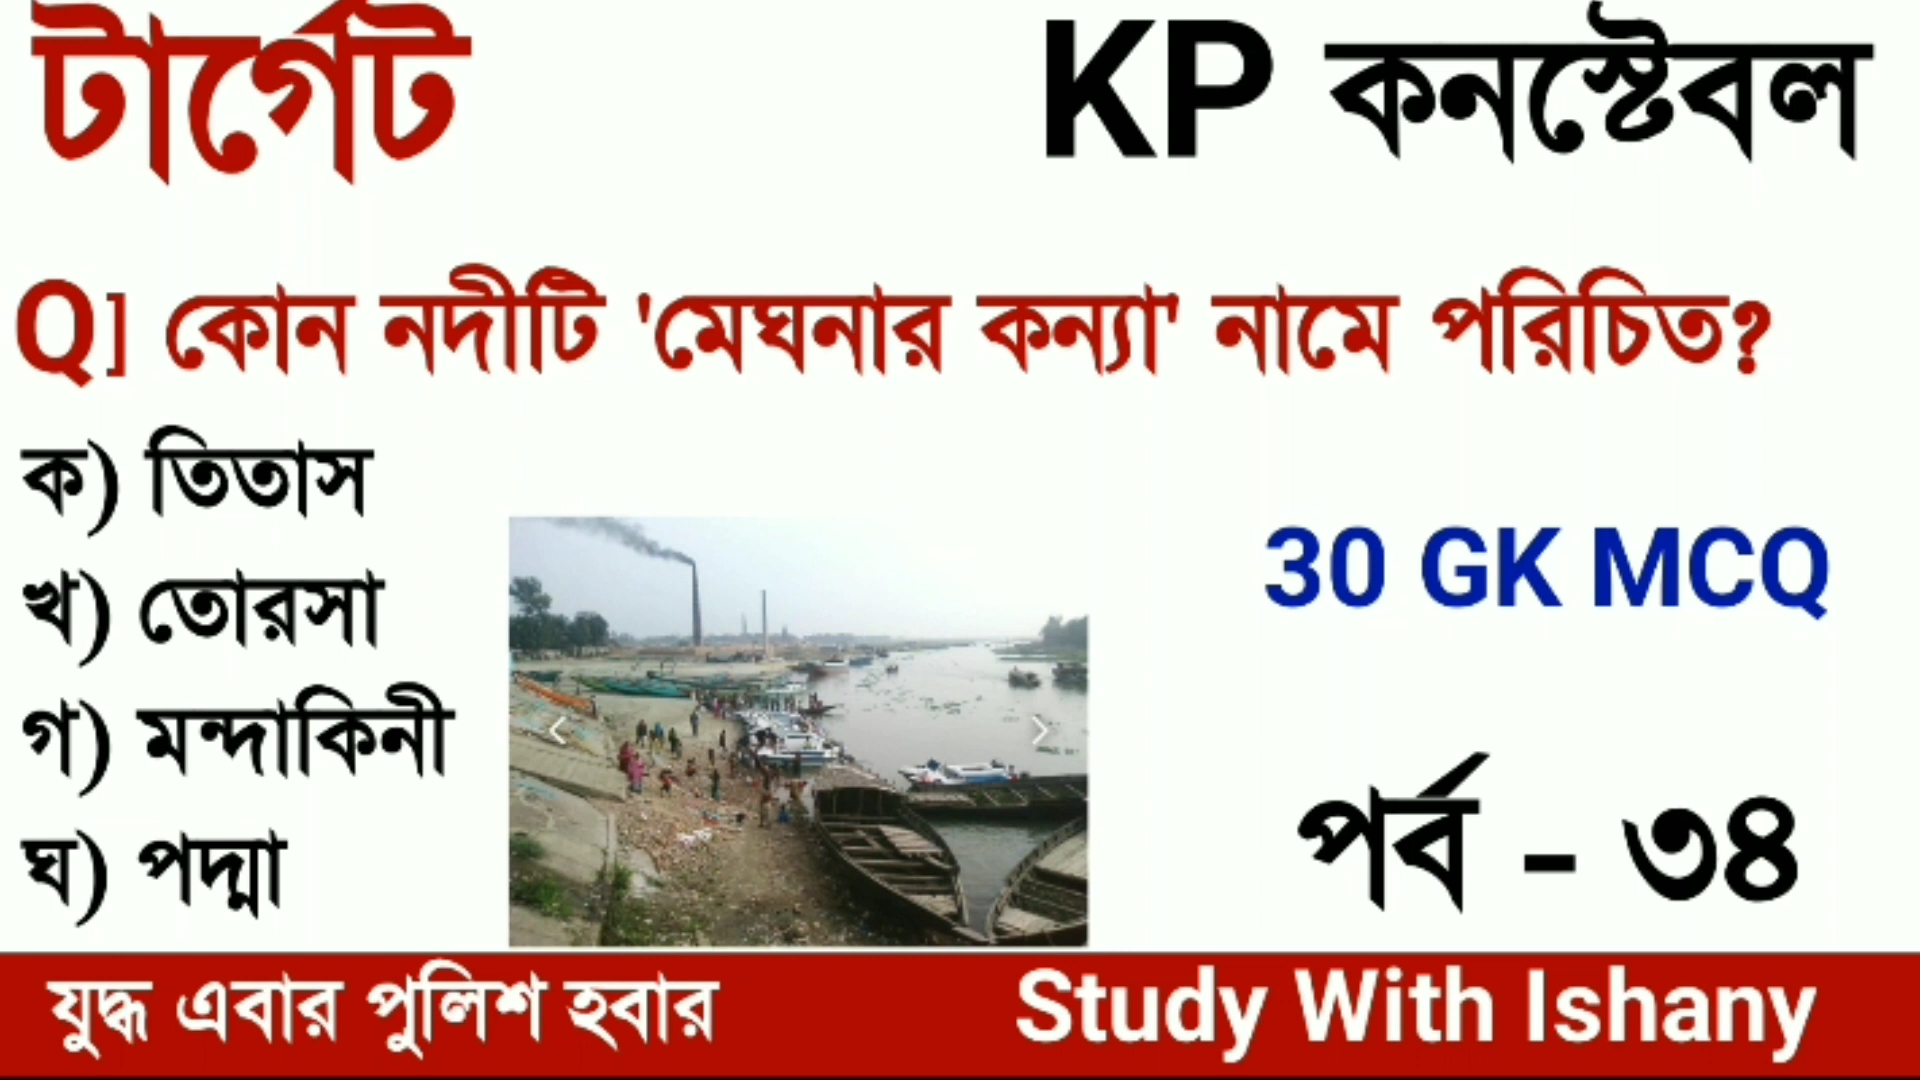 টার্গেট
KP কনস্টেবল
Q] কোন নদীটি 'মেঘনার কন্যা' নামে পরিচিত?
ক) তিতাস
খ) তোরসা
গ) মন্দাকিনী
ঘ) পদ্মা
30 GK MCQ
পর্ব - ৩৪
যুদ্ধ এবার পুলিশ হবার
Study With Ishany